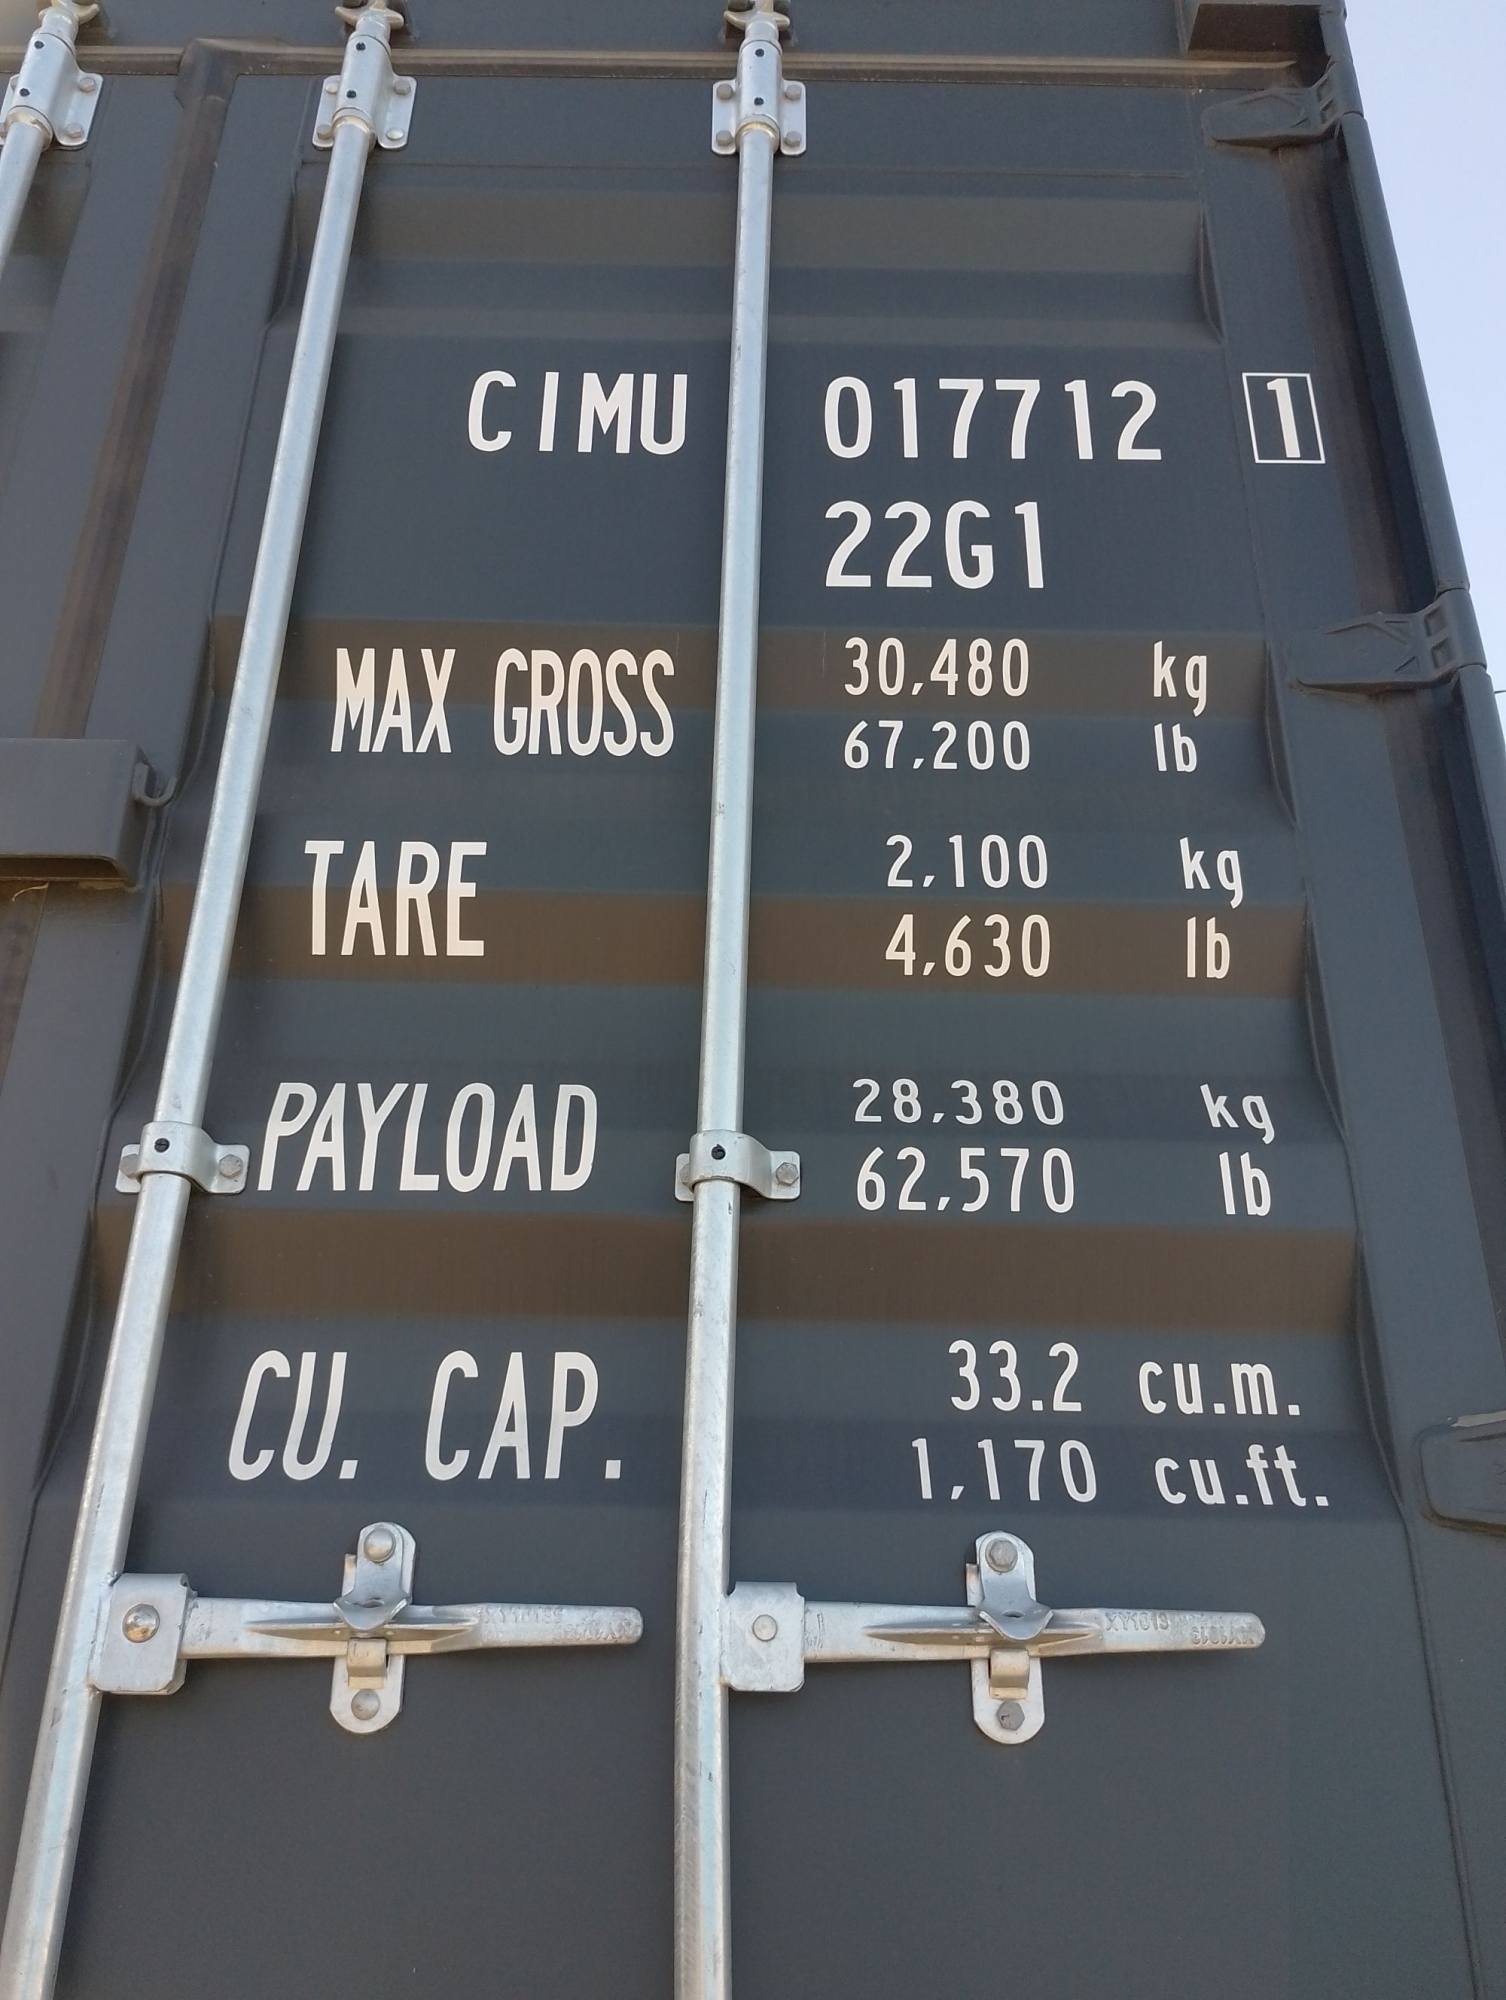 CIMU 017712 1
22G1
MAX GROSS 30,480 kg
67,200 lb
TARE 2,100 kg
4,630 lb
PAYLOAD 28,380 kg
62,570 lb
CU. CAP. 33.2 cu.m.
1,170 cu.ft.